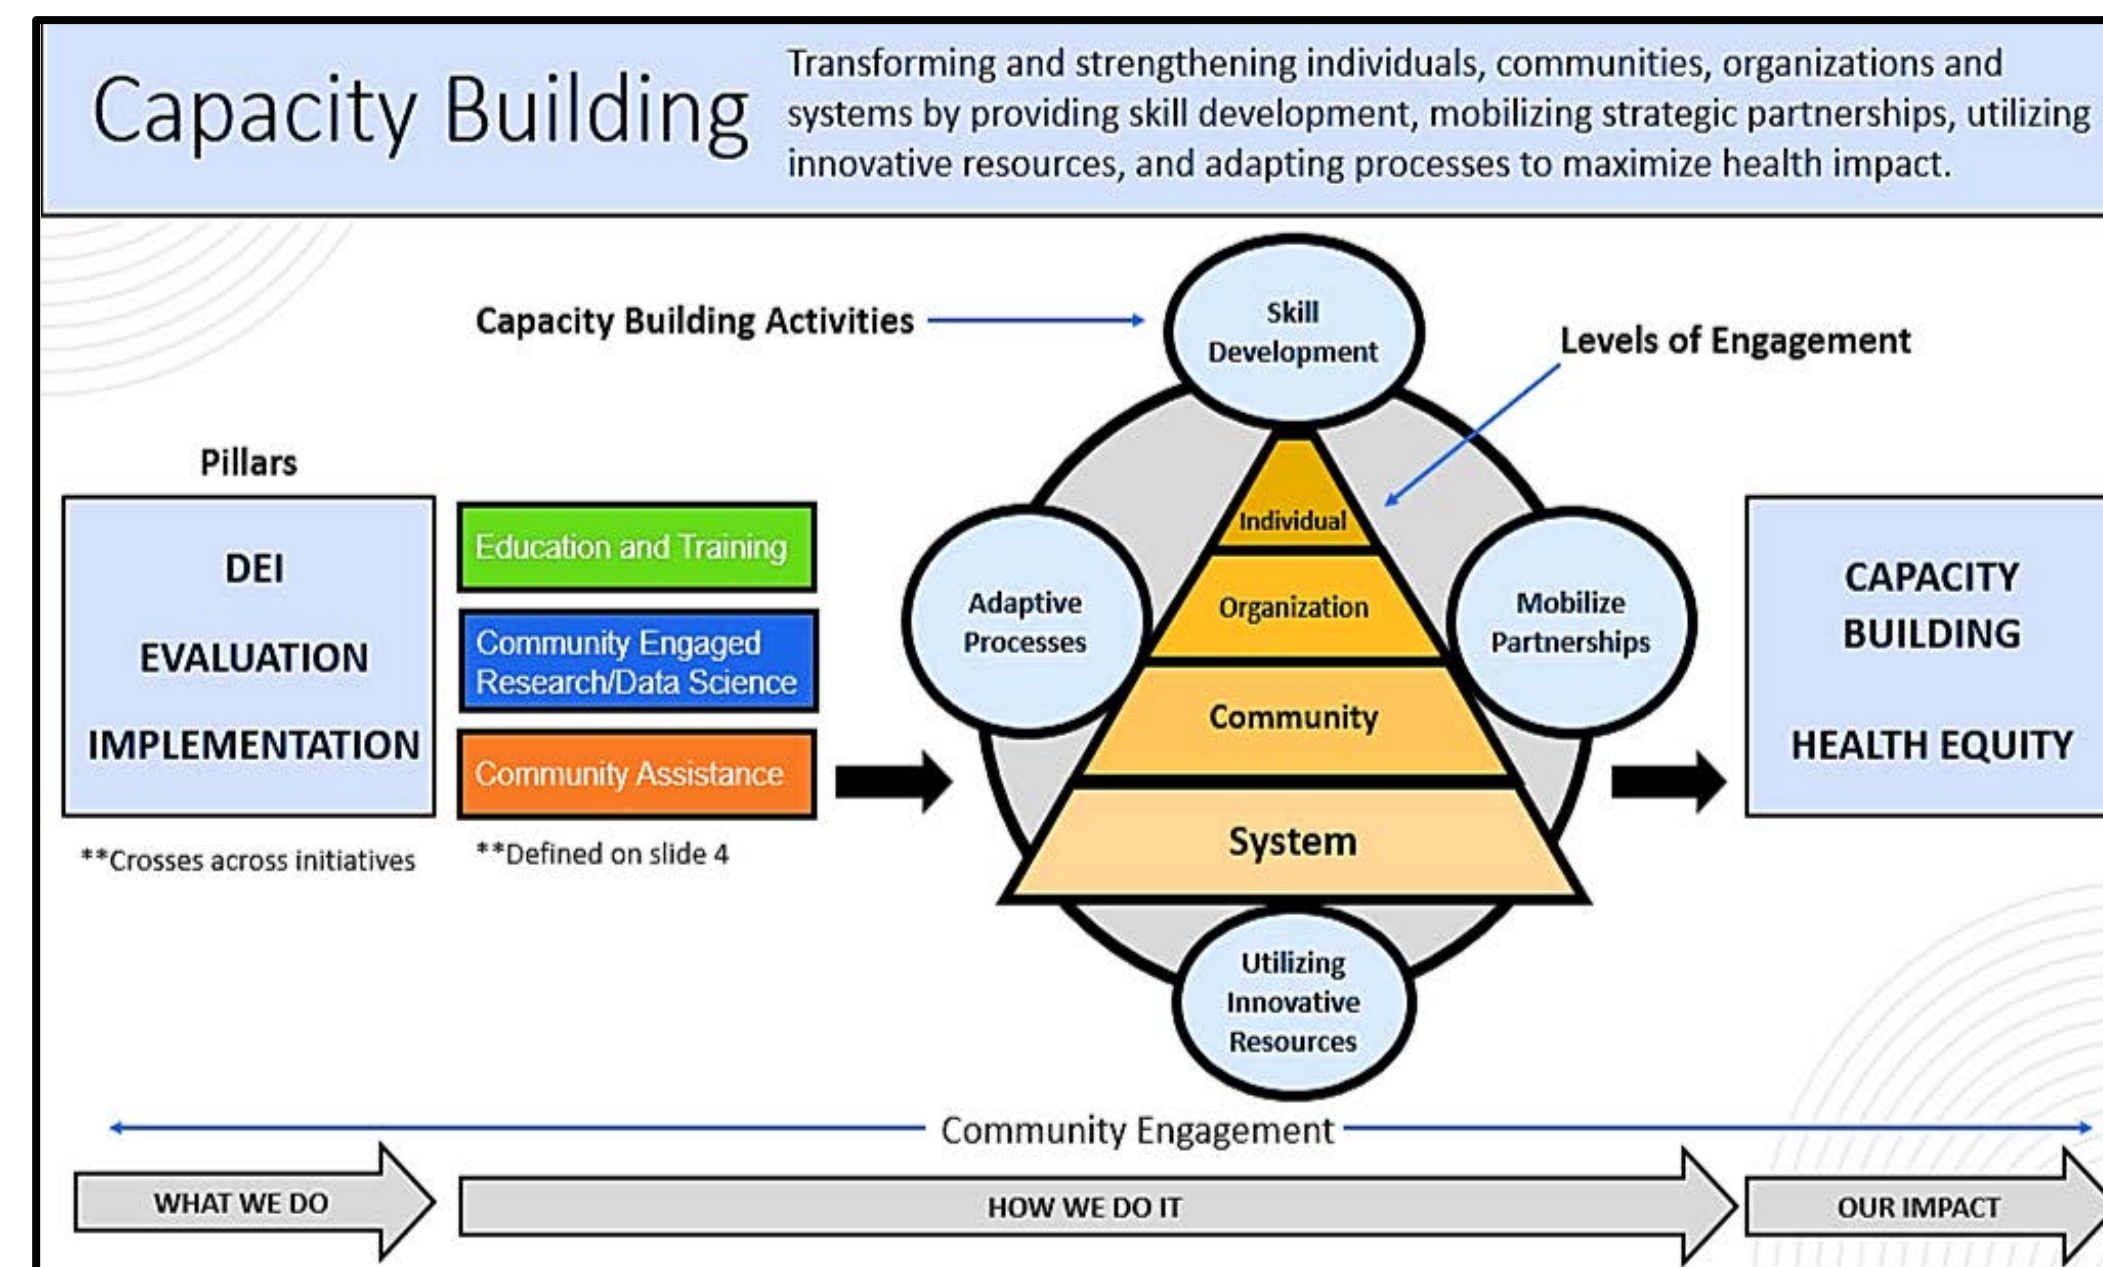 Capacity Building
Transforming and strengthening individuals, communities, organizations and
systems by providing skill development, mobilizing strategic partnerships, utilizing
innovative resources, and adapting processes to maximize health impact.
Capacity Building Activities
Skill
Development
Levels of Engagement
Pillars
DEI
EVALUATION
IMPLEMENTATION
**Crosses across initiatives
Education and Training
Community Engaged
Research/Data Science
Community Assistance
**Defined on slide 4
Adaptive
Processes
Individual
Organization
Community
System
Mobilize
Partnerships
Utilizing
Innovative
Resources
CAPACITY
BUILDING
HEALTH EQUITY
Community Engagement
WHAT WE DO
HOW WE DO IT
OUR IMPACT